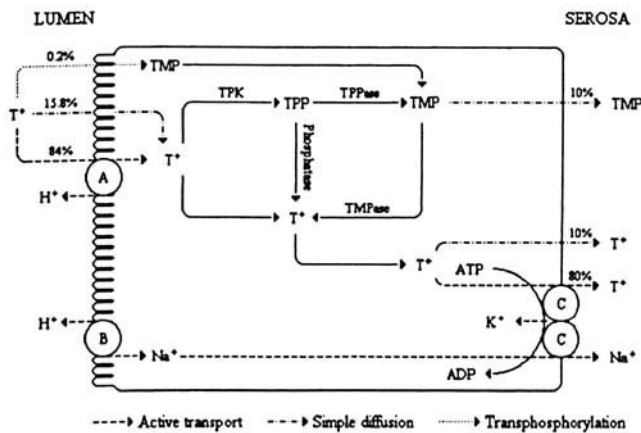 LUMEN SEROSA
0.2% TMP
T⁺ 15.8% TPK TPP TPPase TMP 10% TMP
84% T⁺ Phosphatase
A
H⁺
T⁺ TMPase
T⁺ 10% T⁺
ATP 80% T⁺
H⁺ K⁺ C
B Na⁺ C Na⁺
ADP
Active transport Simple diffusion Transphosphorylation